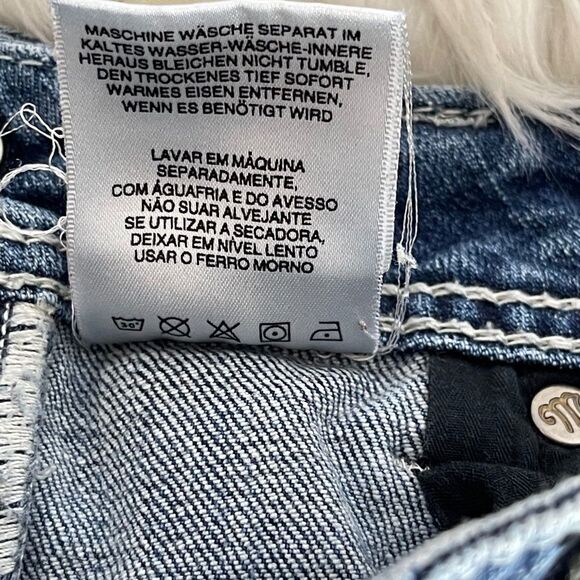 MASCHINE WÄSCHE SEPARAT IM
KALTES WASSER-WÄSCHE-INNERE
HERAUS BLEICHEN NICHT TUMBLE,
DEN TROCKENES TIEF SOFORT
WARMES EISEN ENTFERNEN,
WENN ES BENÖTIGT WIRD
LAVAR EM MÁQUINA
SEPARADAMENTE,
COM ÁGUAFRIA E DO AVESSO
NÃO SUAR ALVEJANTE
SE UTILIZAR A SECADORA,
DEIXAR EM NÍVEL LENTO
USAR O FERRO MORNO
30°